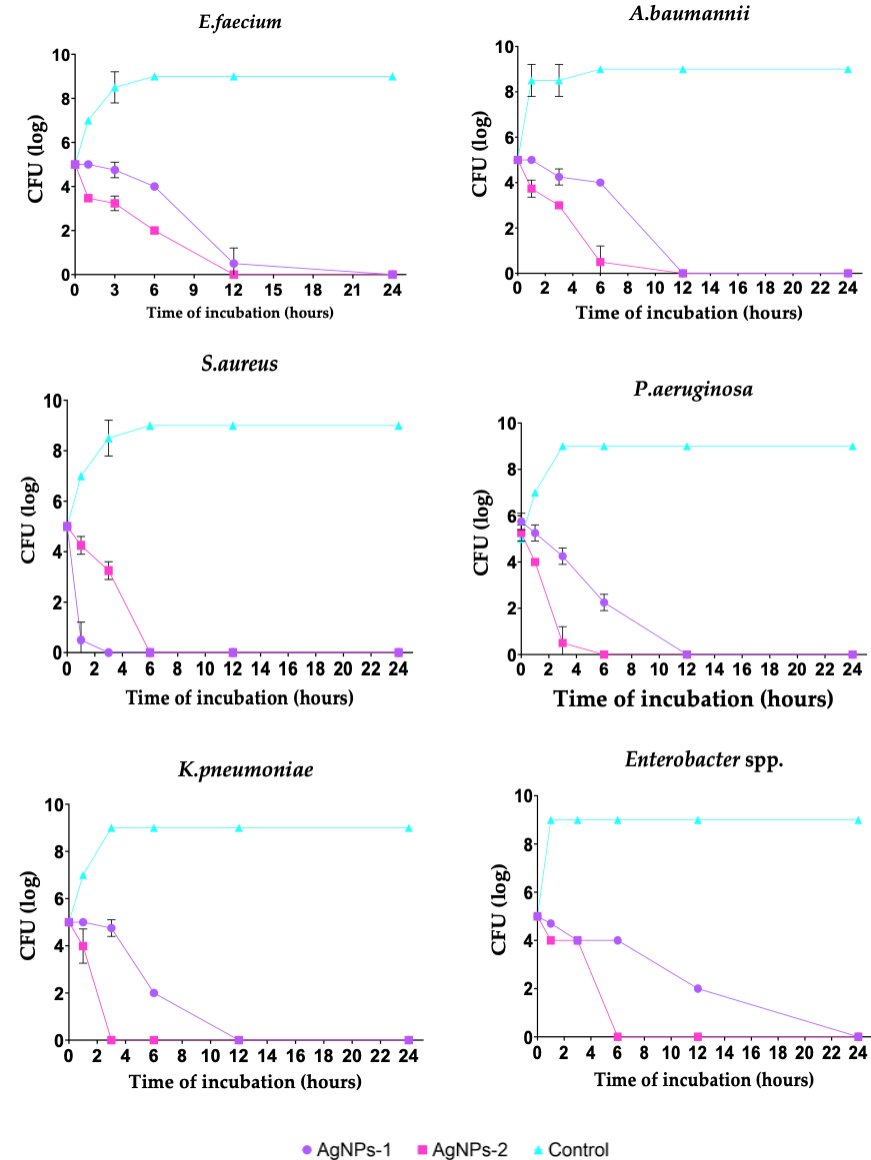 E.faecium
10
8
6
4
2
0
CFU (log)
0 3 6 9 12 15 18 21 24
Time of incubation (hours)
A.baumannii
10
8
6
4
2
0
CFU (log)
0 2 4 6 8 10 12 14 16 18 20 22 24
Time of incubation (hours)
S.aureus
10
8
6
4
2
0
CFU (log)
0 2 4 6 8 10 12 14 16 18 20 22 24
Time of incubation (hours)
P.aeruginosa
10
8
6
4
2
0
CFU (log)
0 2 4 6 8 10 12 14 16 18 20 22 24
Time of incubation (hours)
K.pneumoniae
10
8
6
4
2
0
CFU (log)
0 2 4 6 8 10 12 14 16 18 20 22 24
Time of incubation (hours)
Enterobacter spp.
10
8
6
4
2
0
CFU (log)
0 2 4 6 8 10 12 14 16 18 20 22 24
Time of incubation (hours)
AgNPs-1 AgNPs-2 Control